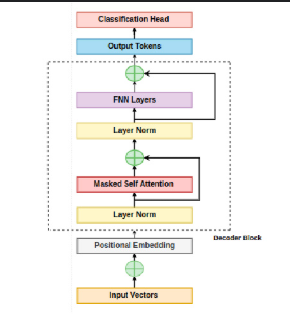 Classification Head
Output Tokens
FNN Layers
Layer Norm
Masked Self Attention
Layer Norm
Decoder Block
Positional Embedding
Input Vectors